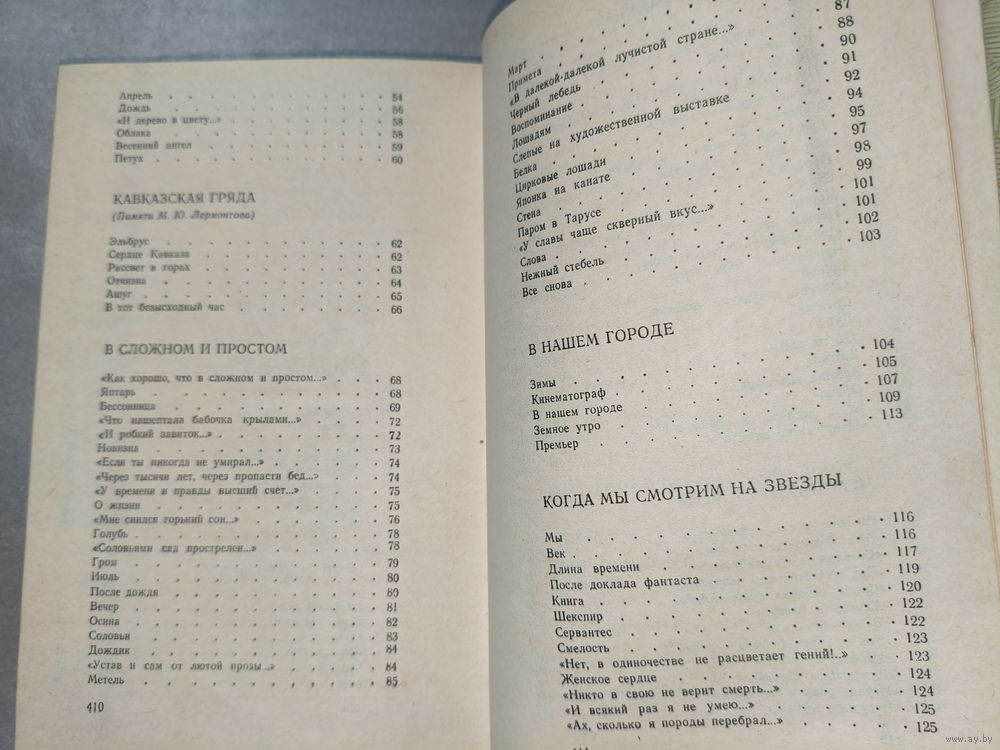 Апрель . . . . . . . . . . 54
Дождь . . . . . . . . . . 56
«И дерево в цвету...» . . . . . . . 58
Облака . . . . . . . . . . 58
Весенний ангел . . . . . . . . 59
Петух . . . . . . . . . . 60
КАВКАЗСКАЯ ГРЯДА
(Памяти М. Ю. Лермонтова)
Эльбрус . . . . . . . . . . 62
Сердце Кавказа . . . . . . . . 62
Рассвет в горах . . . . . . . . 63
Отчизна . . . . . . . . . . 64
Ашуг . . . . . . . . . . 65
В тот безысходный час . . . . . . 66
В СЛОЖНОМ И ПРОСТОМ
«Как хорошо, что в сложном и простом...» . . . 68
Янтарь . . . . . . . . . . 68
Бессонница . . . . . . . . . 69
«Что нашептала бабочка крылами...» . . . . 72
«И робкий завиток...» . . . . . . . 72
Новизна . . . . . . . . . . 73
«Если ты никогда не умирал...» . . . . . 74
«Через тысячи лет, через пропасти бед...» . . . 74
«У времени и правды высший счет...» . . . . 75
О жизни . . . . . . . . . . 75
«Мне снился горький сон...» . . . . . . 76
Голубь . . . . . . . . . . 78
«Соловьями сад прострелен...» . . . . . 78
Гром . . . . . . . . . . 79
Июль . . . . . . . . . . 80
После дождя . . . . . . . . . 80
Вечер . . . . . . . . . . 81
Осина . . . . . . . . . . 82
Соловьи . . . . . . . . . . 83
Дождик . . . . . . . . . . 84
«Устав и сам от лютой прозы...» . . . . . 84
Метель . . . . . . . . . . 85
410
Март . . . . . .
Примета . . . . . .
«В далекой-далекой лучистой стране...» . . 87
Черный лебедь . . . . . . . . 88
Воспоминание . . . . . . . . 90
Лошадям . . . . . . . . . 91
Слепые на художественной выставке . . . . 92
Белка . . . . . . . . . . 94
Цирковые лошади . . . . . . . . 95
Японка на канате . . . . . . . . 97
Стена . . . . . . . . . . 98
Паром в Тарусе . . . . . . . . 99
«У славы чаще скверный вкус...» . . . . . 101
Слова . . . . . . . . . . 101
Нежный стебель . . . . . . . . 102
Все снова . . . . . . . . . 103
В НАШЕМ ГОРОДЕ
Зимы . . . . . . . . . . 104
Кинематограф . . . . . . . . 105
В нашем городе . . . . . . . . 107
Земное утро . . . . . . . . . 109
Премьер . . . . . . . . . . 113
КОГДА МЫ СМОТРИМ НА ЗВЕЗДЫ
Мы . . . . . . . . . . 116
Век . . . . . . . . . . 116
Длина времени . . . . . . . . 117
После доклада фантаста . . . . . . 119
Книга . . . . . . . . . . 120
Шекспир . . . . . . . . . . 122
Сервантес . . . . . . . . . 122
Смелость . . . . . . . . . . 123
«Нет, в одиночестве не расцветает гений!..» . . 123
Женское сердце . . . . . . . . 124
«Никто в свою не верит смерть...» . . . . 124
«И всякий раз я не умею...» . . . . . . 125
«Ах, сколько я породы перебрал...» . . . . 125
www.ay.by